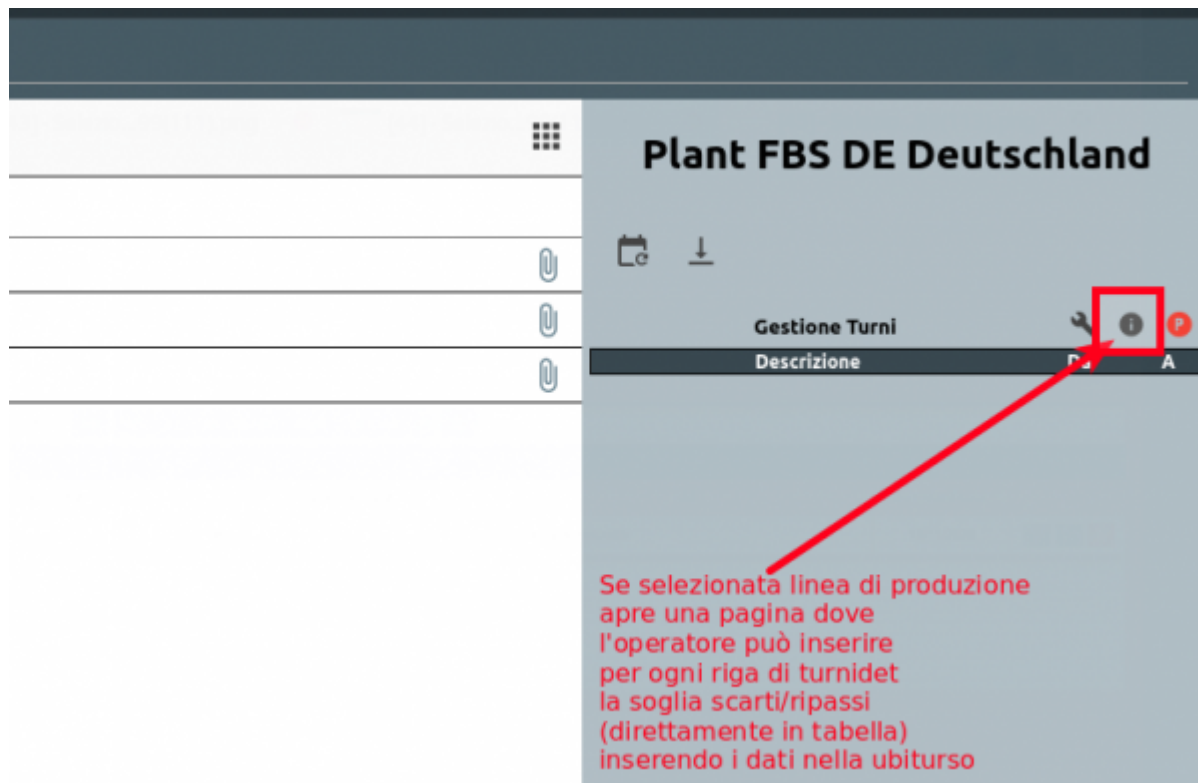 Plant FBS DE Deutschland
Gestione Turni
P
Descrizione
A
Se selezionata linea di produzione
apre una pagina dove
l'operatore può inserire
per ogni riga di turnidet
la soglia scarti/ripassi
(direttamente in tabella)
inserendo i dati nella ubiturso